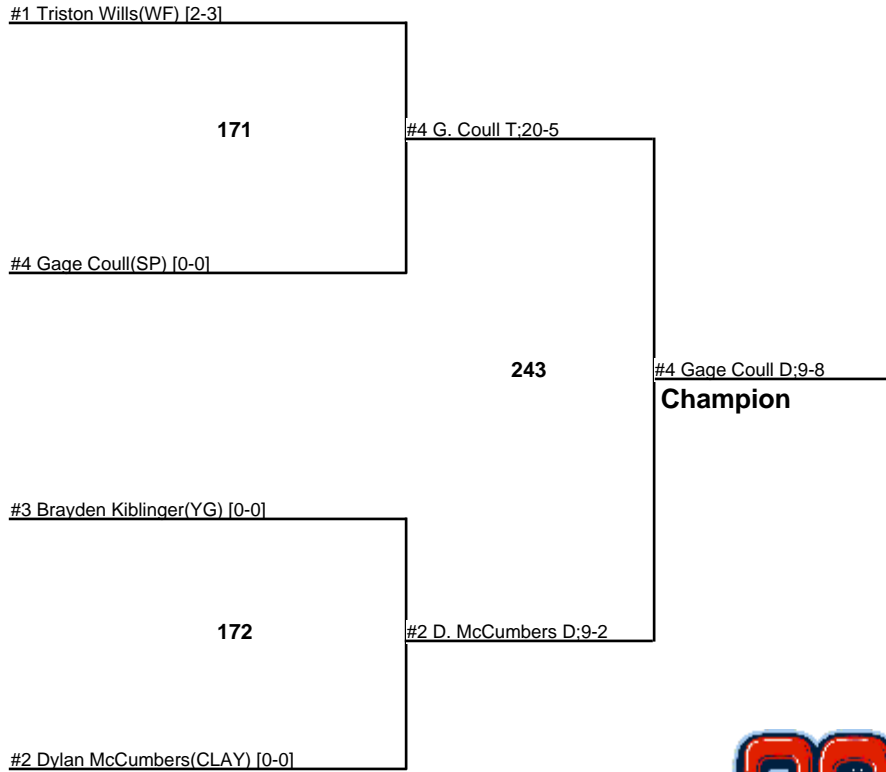 #1 Triston Wills(WF) [2-3]
171
#4 G. Coull T;20-5
#4 Gage Coull(SP) [0-0]
243
#4 Gage Coull D;9-8
Champion
#3 Brayden Kiblinger(YG) [0-0]
172
#2 D. McCumbers D;9-2
#2 Dylan McCumbers(CLAY) [0-0]